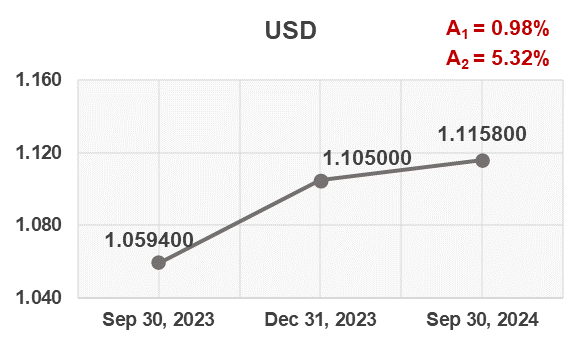 USD
A₁ = 0.98%
A₂ = 5.32%
1.160
1.120
1.080
1.040
1.059400
1.105000
1.115800
Sep 30, 2023
Dec 31, 2023
Sep 30, 2024